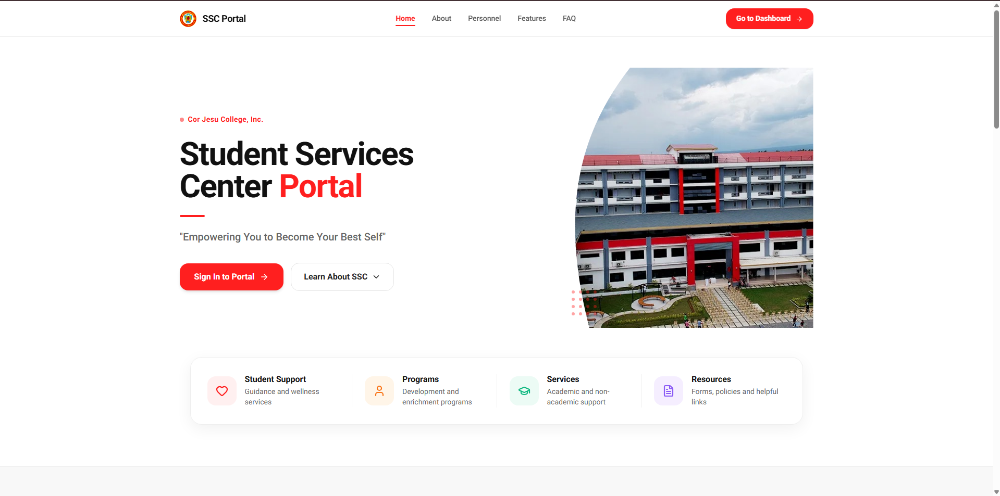 SSC Portal
Home
About
Personnel
Features
FAQ
Go to Dashboard
Cor Jesu College, Inc.
Student Services
Center Portal
"Empowering You to Become Your Best Self"
Sign In to Portal
Learn About SSC
Student Support
Guidance and wellness
services
Programs
Development and
enrichment programs
Services
Academic and non-
academic support
Resources
Forms, policies and helpful
links